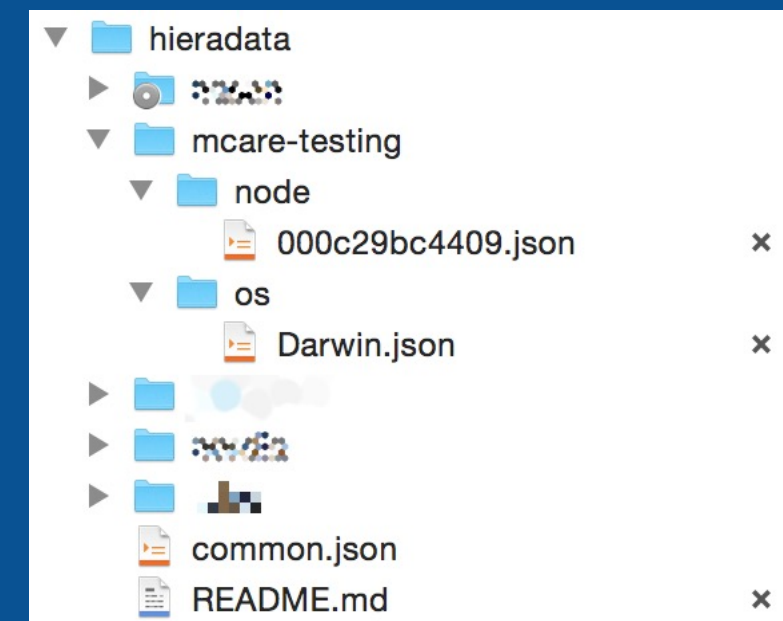 hieradata
mcare-testing
node
000c29bc4409.json
os
Darwin.json
common.json
README.md